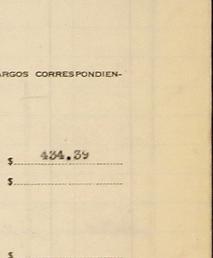 ARGOS CORRESPONDIEN-
$ 434.39
$
$